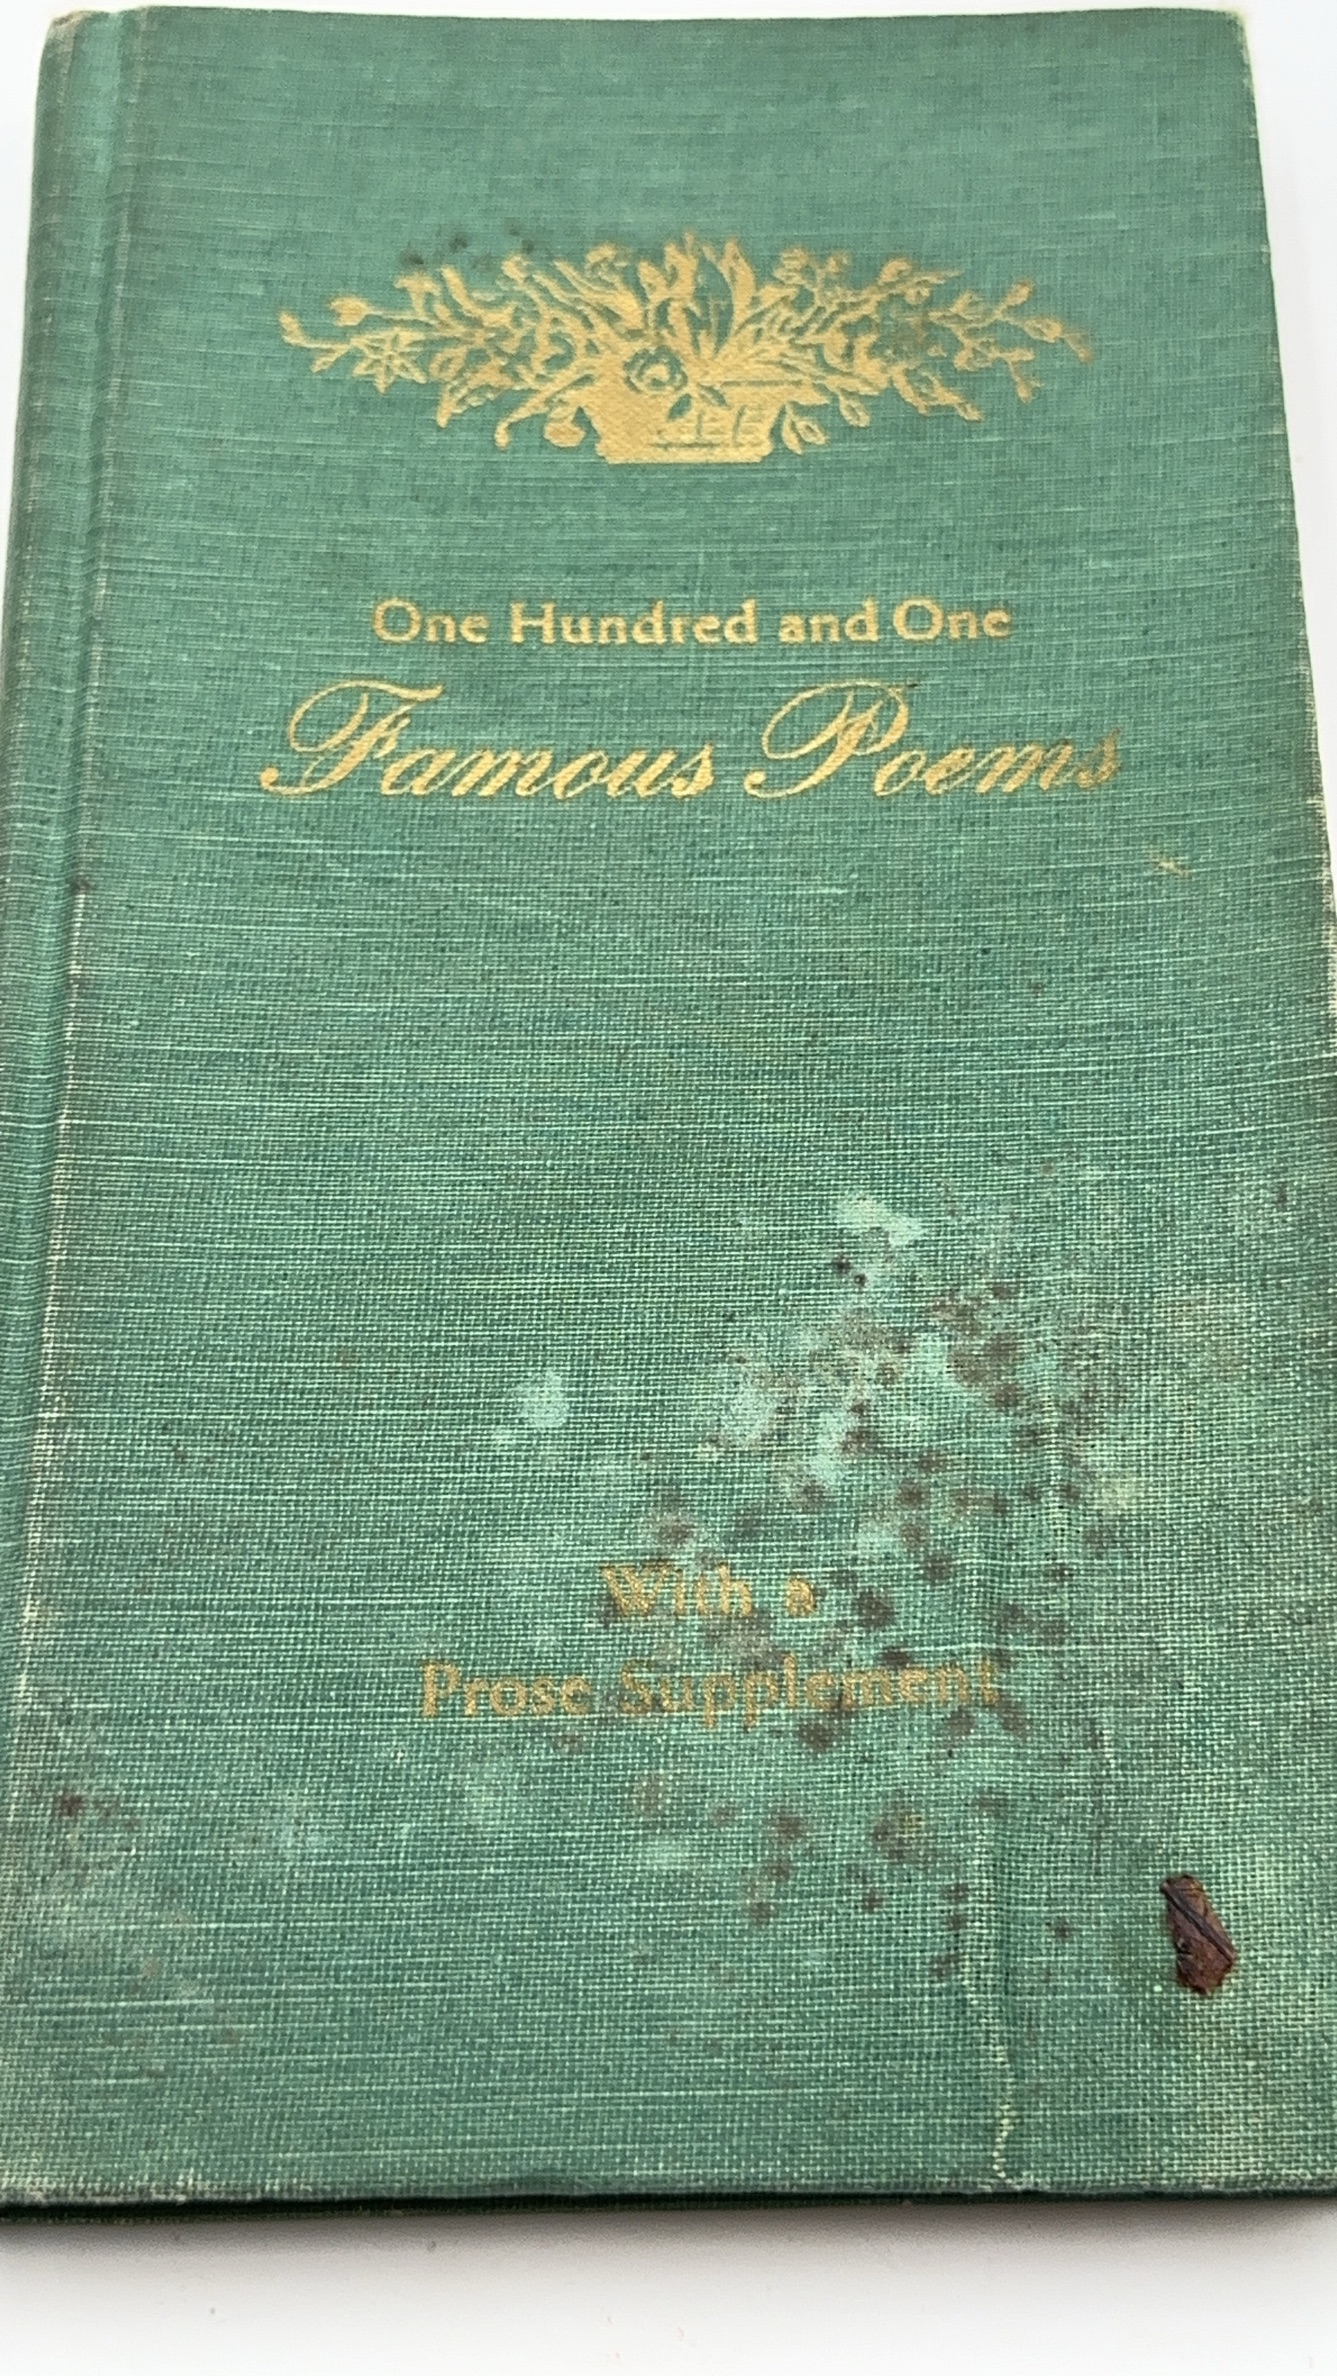 One Hundred and One
Famous Poems
With a
Prose Supplement